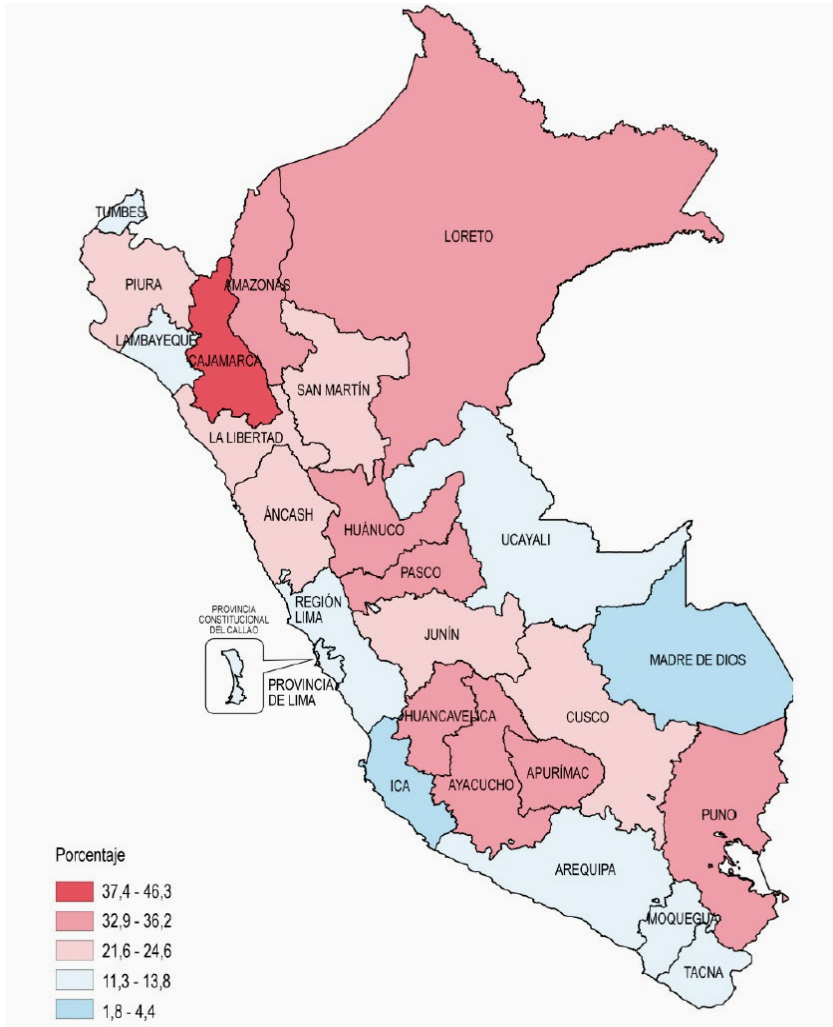 TUMBES
LORETO
PIURA
AMAZONAS
LAMBAYEQUE
CAJAMARCA
SAN MARTÍN
LA LIBERTAD
ÁNCASH
HUÁNUCO
UCAYALI
PASCO
REGIÓN
LIMA
PROVINCIA
CONSTITUCIONAL
DEL CALLAO
JUNÍN
MADRE DE DIOS
PROVINCIA
DE LIMA
HUANCAVELICA
CUSCO
ICA
AYACUCHO
APURÍMAC
PUNO
AREQUIPA
MOQUEGUA
TACNA
Porcentaje
37,4 - 46,3
32,9 - 36,2
21,6 - 24,6
11,3 - 13,8
1,8 - 4,4